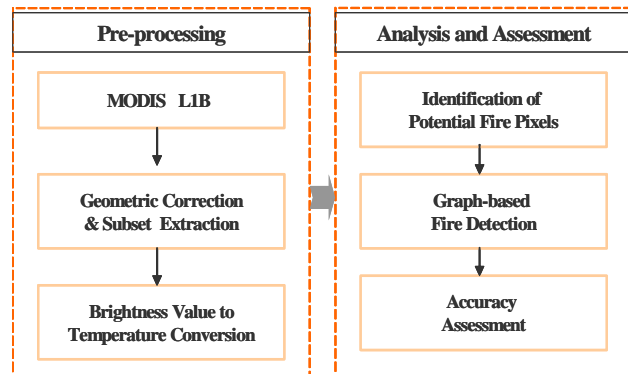 Pre-processing
MODIS L1B
Geometric Correction
& Subset Extraction
Brightness Value to
Temperature Conversion
Analysis and Assessment
Identification of
Potential Fire Pixels
Graph-based
Fire Detection
Accuracy
Assessment